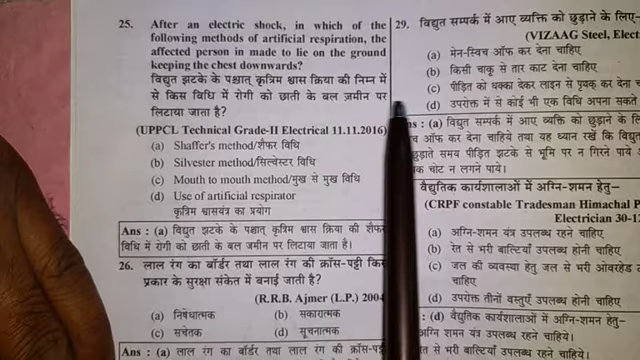 25. After an electric shock, in which of the
following methods of artificial respiration, the
affected person in made to lie on the ground
keeping the chest downwards?
विद्युत झटके के पश्चात् कृत्रिम श्वास क्रिया की निम्न में
से किस विधि में रोगी को छाती के बल ज़मीन पर
लिटाया जाता है?
(UPPCL Technical Grade-II Electrical 11.11.2016)
(a) Shaffer's method/शैफर विधि
(b) Silvester method/सिल्वेस्टर विधि
(c) Mouth to mouth method/मुख से मुख विधि
(d) Use of artificial respirator
कृत्रिम श्वासयंत्र का प्रयोग
Ans : (a) विद्युत झटके के पश्चात् कृत्रिम श्वास क्रिया की शैफर
विधि में रोगी को छाती के बल जमीन पर लिटाया जाता है।
26. लाल रंग का बॉर्डर तथा लाल रंग की क्रॉस-पट्टी
प्रकार के सुरक्षा संकेत में बनाई जाती है?
(R.R.B. Ajmer (L.P.) 2004
(a) निषेधात्मक (b) सकारात्मक
(c) सचेतक (d) सूचनात्मक
Ans : (a) लाल रंग का बॉर्डर तथा लाल रंग की क्रॉस-पट्टी
29. विद्युत सम्पर्क में आए व्यक्ति को छुड़ाने के लिए-
(VIZAAG Steel,
(a) मेन-स्विच ऑफ कर देना चाहिए
(b) किसी चाकू से तार काट देना चाहिए
(c) पीड़ित को धक्का देकर लाइन से पृथक् कर देना
(d) उपरोक्त में से कोई भी एक विधि अपना सकते
: (a) विद्युत सम्पर्क में आए व्यक्ति को छुड़ाने के
ऑफ कर देना चाहिए तथा यह ध्यान रखें कि विद्युत
छुड़ाते समय पीड़ित झटके से भूमि पर न गिरने पाये
चोट न लगने पाये।
वैद्युतिक कार्यशालाओं में अग्नि-शमन हेतु–
(CRPF constable Tradesman Himachal
Electrician
(a) अग्नि शमन यंत्र उपलब्ध रहने चाहिए
(b) रेत से भरी बाल्टियाँ उपलब्ध होनी चाहिए
(c) जल की व्यवस्था हेतु जल से भरी ओवरहेड
चाहिए
(d) उपरोक्त तीनों वस्तुएँ उपलब्ध होनी चाहिए
: (d) वैद्युतिक कार्यशालाओं में अग्नि-शमन हेतु
अग्नि शमन यंत्र उपलब्ध रहने चाहिये।
रेत से भरी बाल्टियाँ उपलब्ध होनी चाहिये।